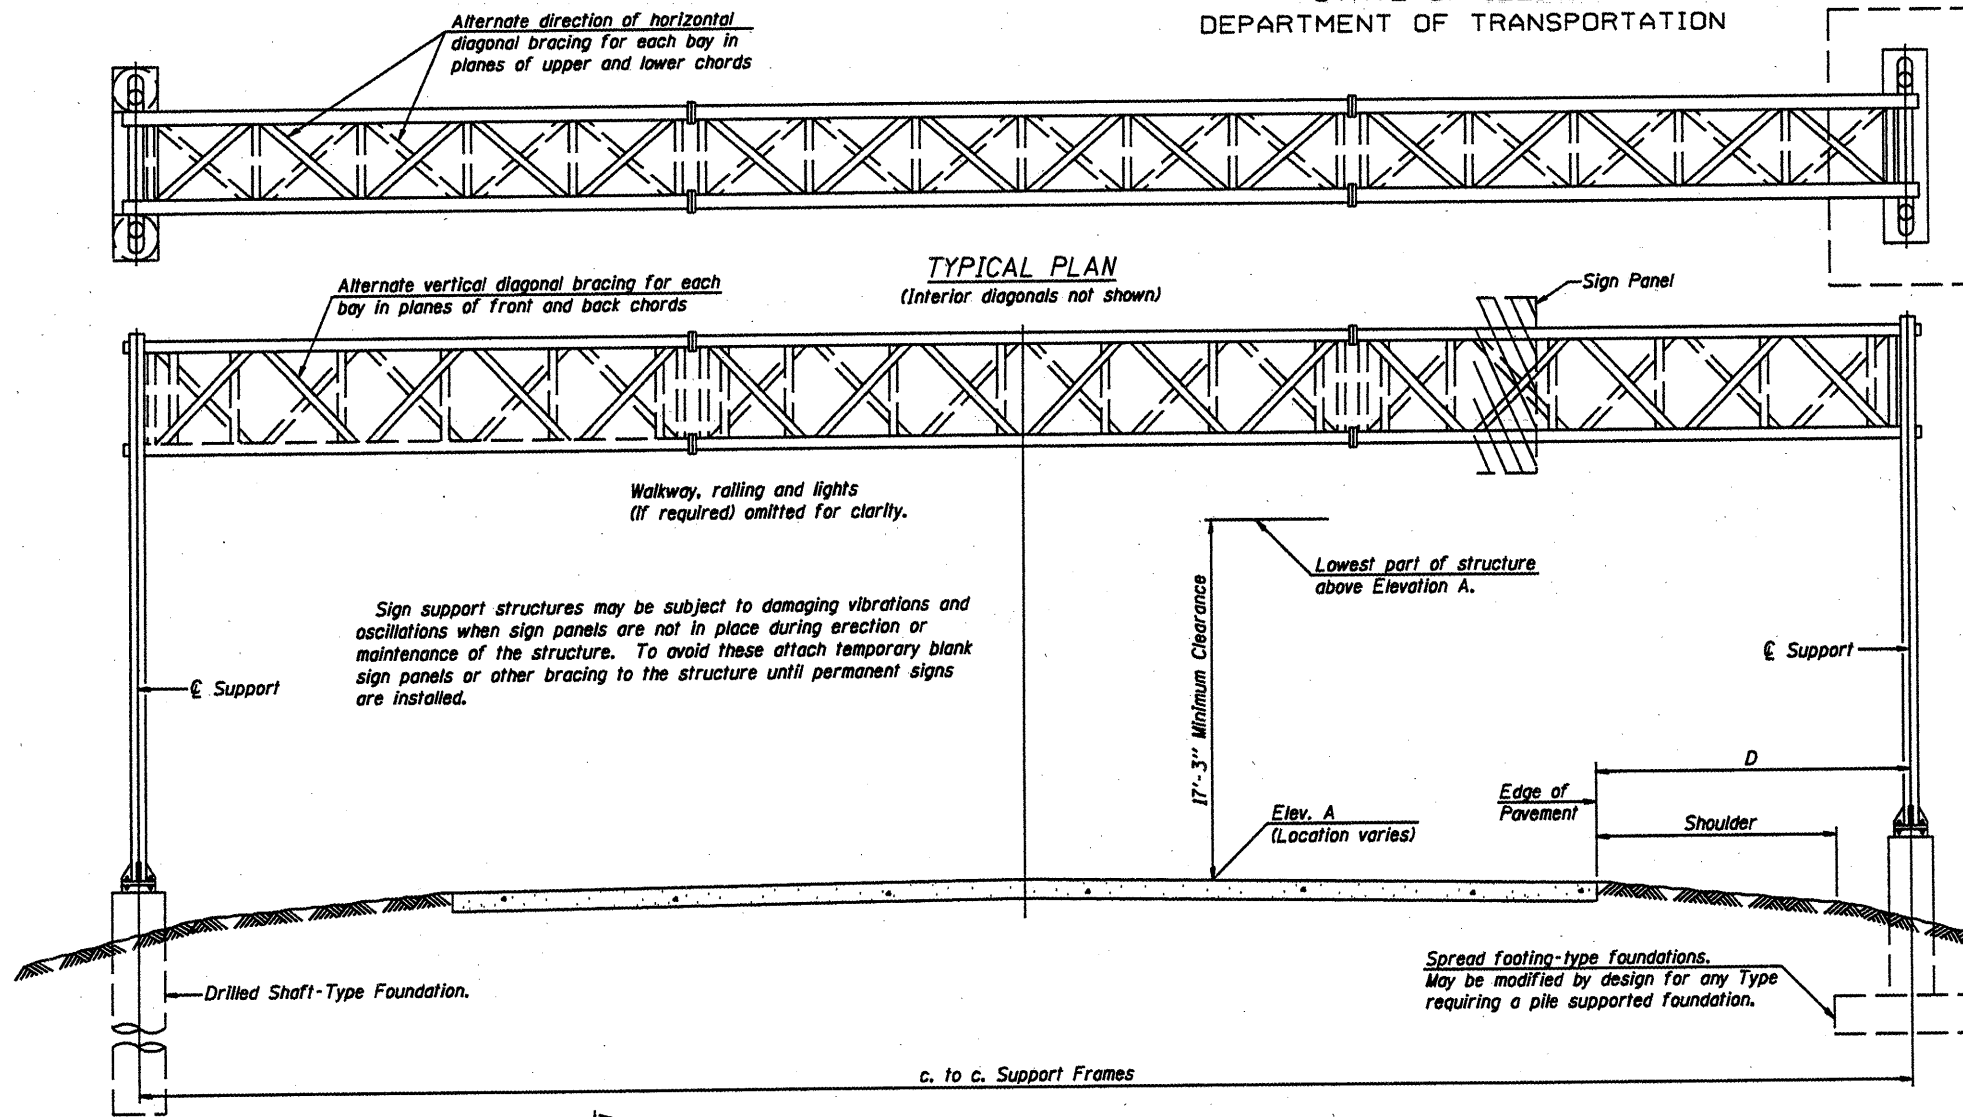 DEPARTMENT OF TRANSPORTATION
Alternate direction of horizontal
diagonal bracing for each bay in
planes of upper and lower chords
TYPICAL PLAN
(Interior diagonals not shown)
Alternate vertical diagonal bracing for each
bay in planes of front and back chords
Sign Panel
Walkway, railing and lights
(if required) omitted for clarity.
Lowest part of structure
above Elevation A.
17'-3" Minimum Clearance
Sign support structures may be subject to damaging vibrations and
oscillations when sign panels are not in place during erection or
maintenance of the structure. To avoid these attach temporary blank
sign panels or other bracing to the structure until permanent signs
are installed.
℄ Support
℄ Support
D
Edge of
Pavement
Shoulder
Elev. A
(Location varies)
Drilled Shaft-Type Foundation.
Spread footing-type foundations.
May be modified by design for any Type
requiring a pile supported foundation.
c. to c. Support Frames